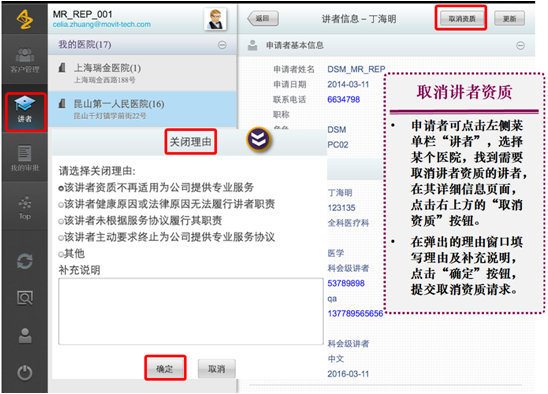 MR_REP_001
celia.zhuang@movit-tech.com
返回
讲者信息 – 丁海明
取消资质
更新
我的医院(17)
申请者基本信息
客户管理
上海瑞金医院(1)
上海瑞金西路188号
昆山第一人民医院(16)
昆山千灯镇学前街22号
讲者
我的审批
Top
申请者姓名 DSM_MR_REP
申请日期 2014-03-11
联系电话 6634798
职称
DSM
PC02
关闭理由
请选择关闭理由:
该讲者资质不再适用为公司提供专业服务
该讲者健康原因或法律原因无法履行讲者职责
该讲者未根据服务协议履行其职责
该讲者主动要求终止为公司提供专业服务协议
其他
补充说明
确定
取消
丁海明
123135
全科医疗科
医学
科会级讲者
53789898
qa
137789565656
科会级讲者
中文
2016-03-11
取消讲者资质
• 申请者可点击左侧菜
单栏“讲者”，选择
某个医院，找到需要
取消讲者资质的讲者，
在其详细信息页面，
点击右上方的“取消
资质”按钮。
• 在弹出的理由窗口填
写理由及补充说明，
点击“确定”按钮，
提交取消资质请求。